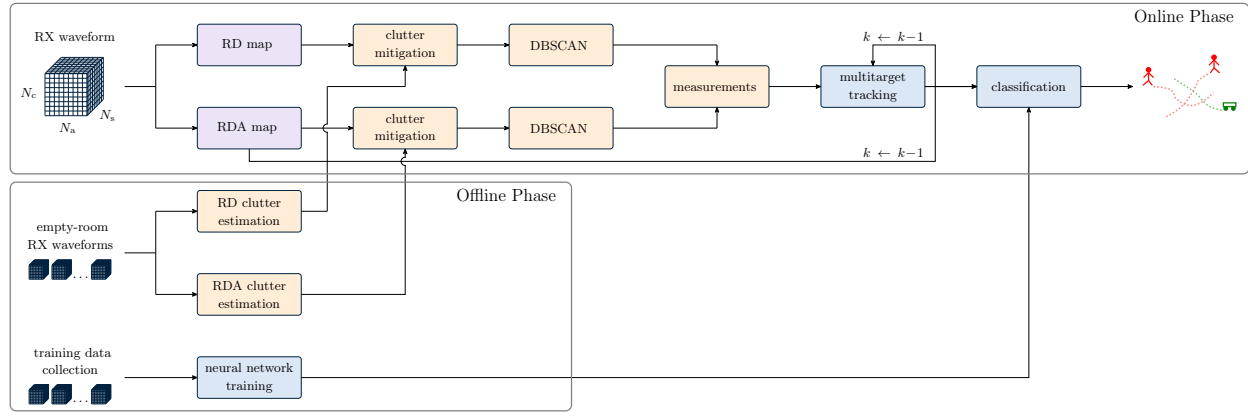 Online Phase
RX waveform
N_c
N_a
N_s
RD map
clutter
mitigation
DBSCAN
RDA map
clutter
mitigation
DBSCAN
measurements
k ← k−1
multitarget
tracking
k ← k−1
classification
Offline Phase
empty-room
RX waveforms
...
RD clutter
estimation
RDA clutter
estimation
training data
collection
...
neural network
training